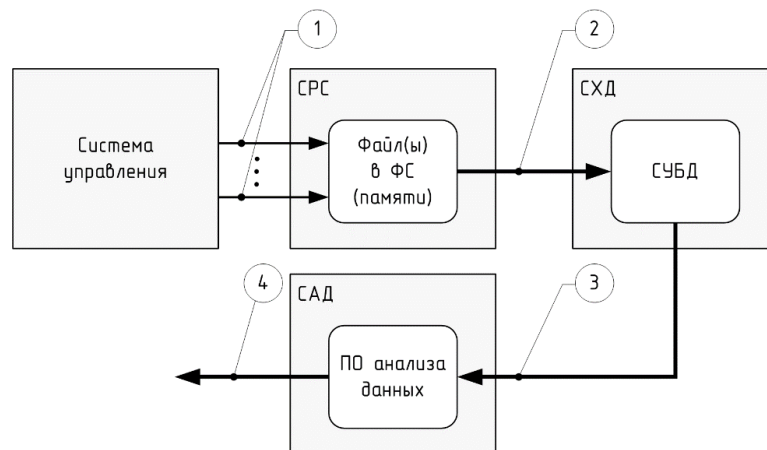 1
2
СРС
СХД
Система
управления
Файл(ы)
в ФС
(памяти)
СУБД
4
3
САД
ПО анализа
данных